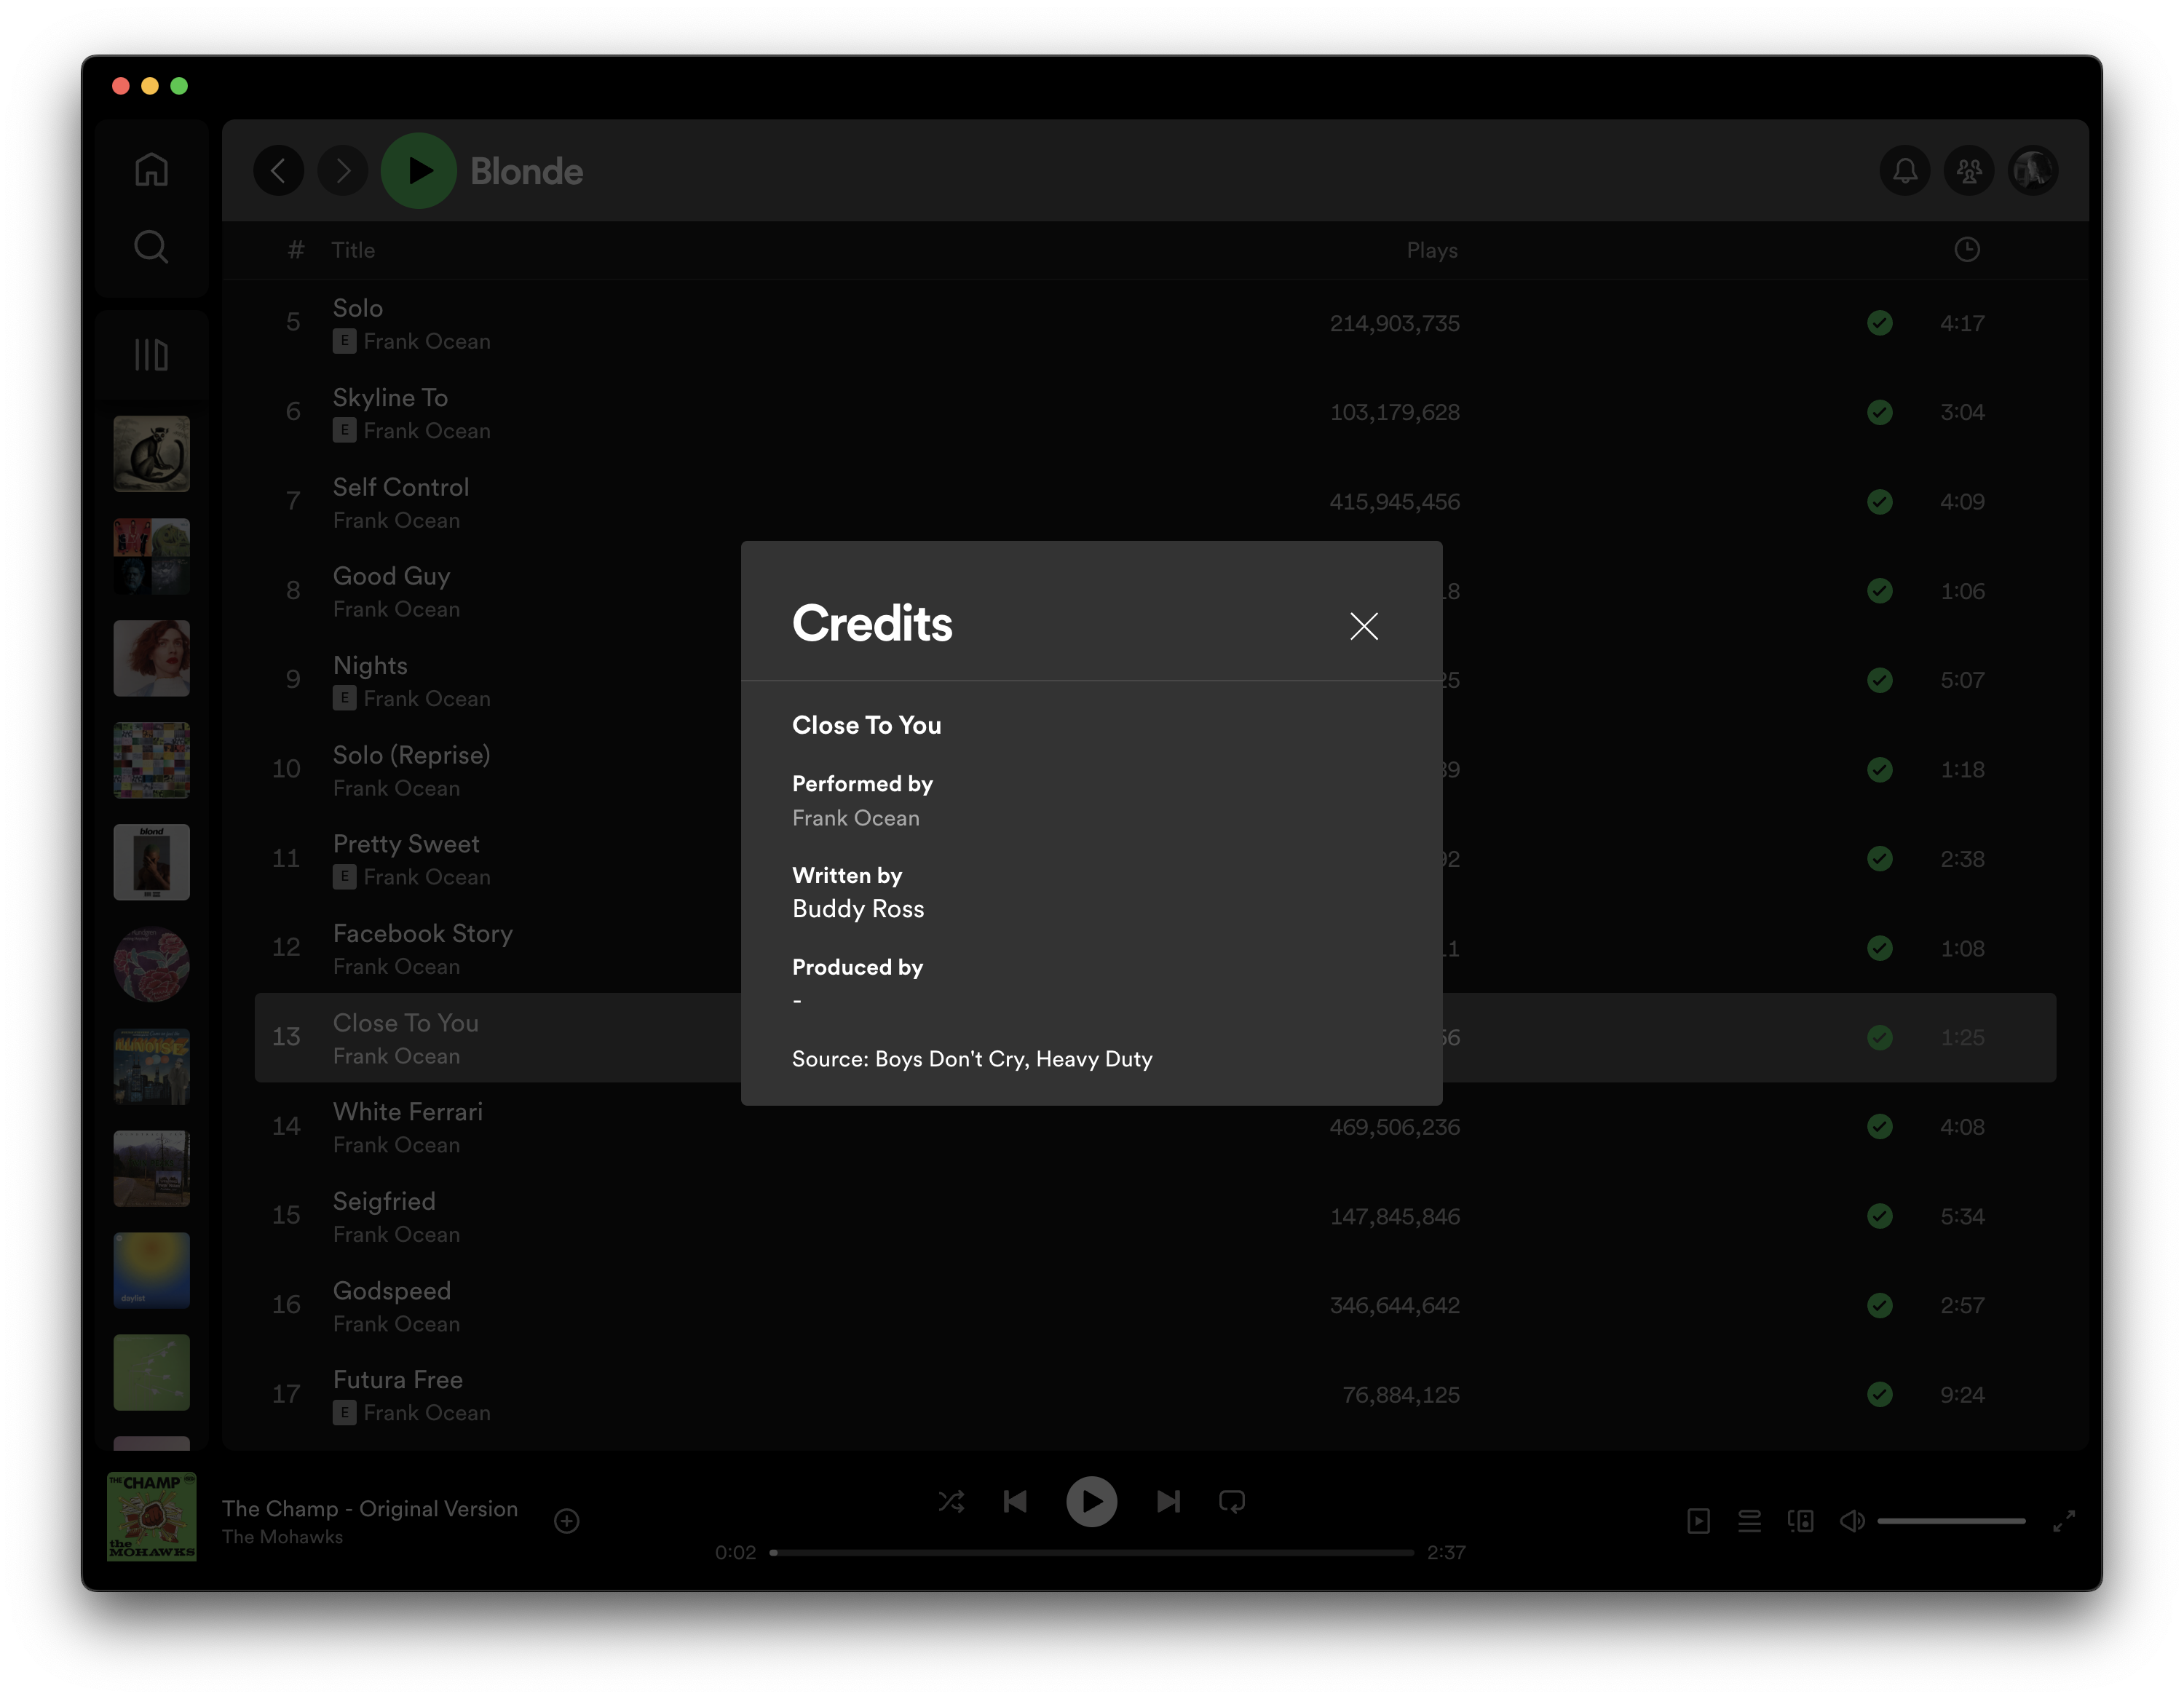 Blonde
# Title Plays
5 Solo 214,903,735 4:17
E Frank Ocean
6 Skyline To 103,179,628 3:04
E Frank Ocean
7 Self Control 415,945,456 4:09
Frank Ocean
8 Good Guy 18 1:06
Frank Ocean
9 Nights 25 5:07
E Frank Ocean
10 Solo (Reprise) 39 1:18
Frank Ocean
11 Pretty Sweet 92 2:38
E Frank Ocean
12 Facebook Story 11 1:08
Frank Ocean
13 Close To You 56 1:25
Frank Ocean
14 White Ferrari 469,506,236 4:08
Frank Ocean
15 Seigfried 147,845,846 5:34
Frank Ocean
16 Godspeed 346,644,642 2:57
Frank Ocean
17 Futura Free 76,884,125 9:24
E Frank Ocean
Credits
Close To You
Performed by
Frank Ocean
Written by
Buddy Ross
Produced by
-
Source: Boys Don't Cry, Heavy Duty
blond
ILLINOISE
daylist
THE CHAMP
the MOHAWKS
The Champ - Original Version
The Mohawks
0:02 2:37